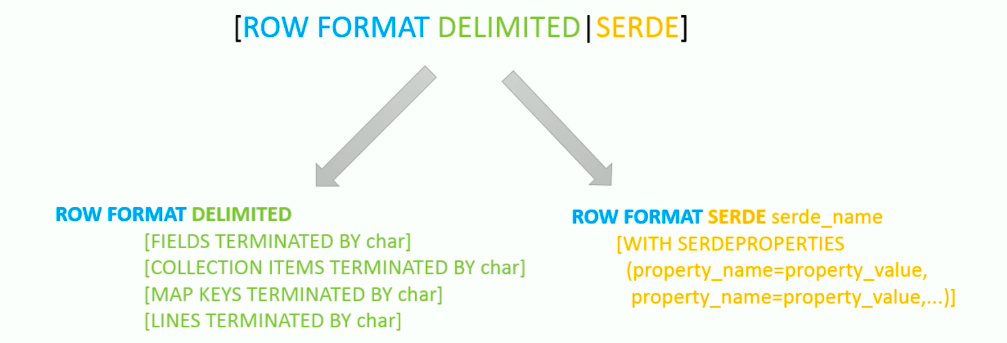 [ROW FORMAT DELIMITED|SERDE]
ROW FORMAT DELIMITED
[FIELDS TERMINATED BY char]
[COLLECTION ITEMS TERMINATED BY char]
[MAP KEYS TERMINATED BY char]
[LINES TERMINATED BY char]
ROW FORMAT SERDE serde_name
[WITH SERDEPROPERTIES
(property_name=property_value,
property_name=property_value,...)]